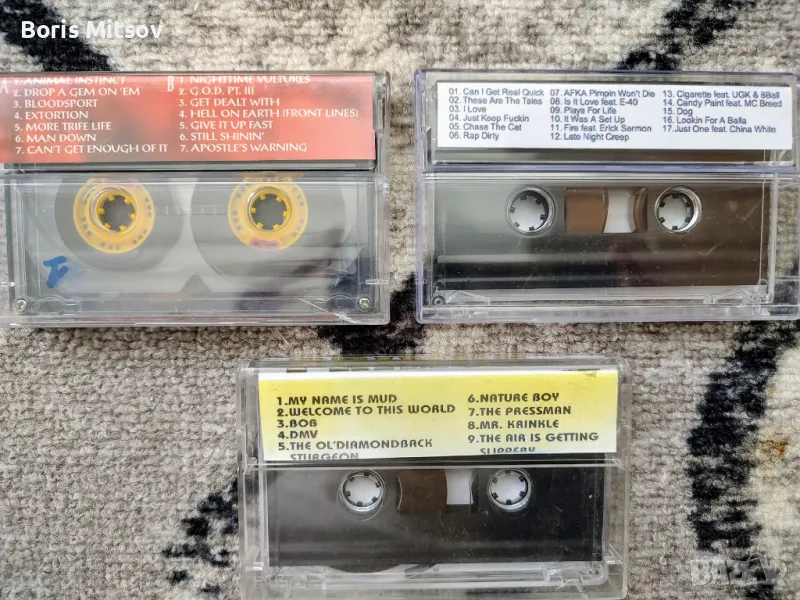 Boris Mitsov
A
1. ANIMAL INSTINCT
2. DROP A GEM ON 'EM
3. BLOODSPORT
4. EXTORTION
5. MORE TRIFE LIFE
6. MAN DOWN
7. CAN'T GET ENOUGH OF IT
B
1. NIGHTTIME VULTURES
2. G.O.D. PT. III
3. GET DEALT WITH
4. HELL ON EARTH (FRONT LINES)
5. GIVE IT UP FAST
6. STILL SHININ'
7. APOSTLE'S WARNING
01. Can I Get Real Quick
02. These Are The Tales
03. I Love
04. Just Keep Fuckin
05. Chase The Cat
06. Rap Dirty
07. AFKA Pimpin Won't Die
08. Is It Love feat. E-40
09. Plays For Life
10. It Was A Set Up
11. Fire feat. Erick Sermon
12. Late Night Creep
13. Cigarette feat. UGK & 8Ball
14. Candy Paint feat. MC Breed
15. Dog
16. Lookin For A Balla
17. Just One feat. China White
1.MY NAME IS MUD
2.WELCOME TO THIS WORLD
3.BOB
4.DMV
5.THE OL'DIAMONDBACK
STURGEON
6.NATURE BOY
7.THE PRESSMAN
8.MR. KRINKLE
9.THE AIR IS GETTING
SLIPPERY